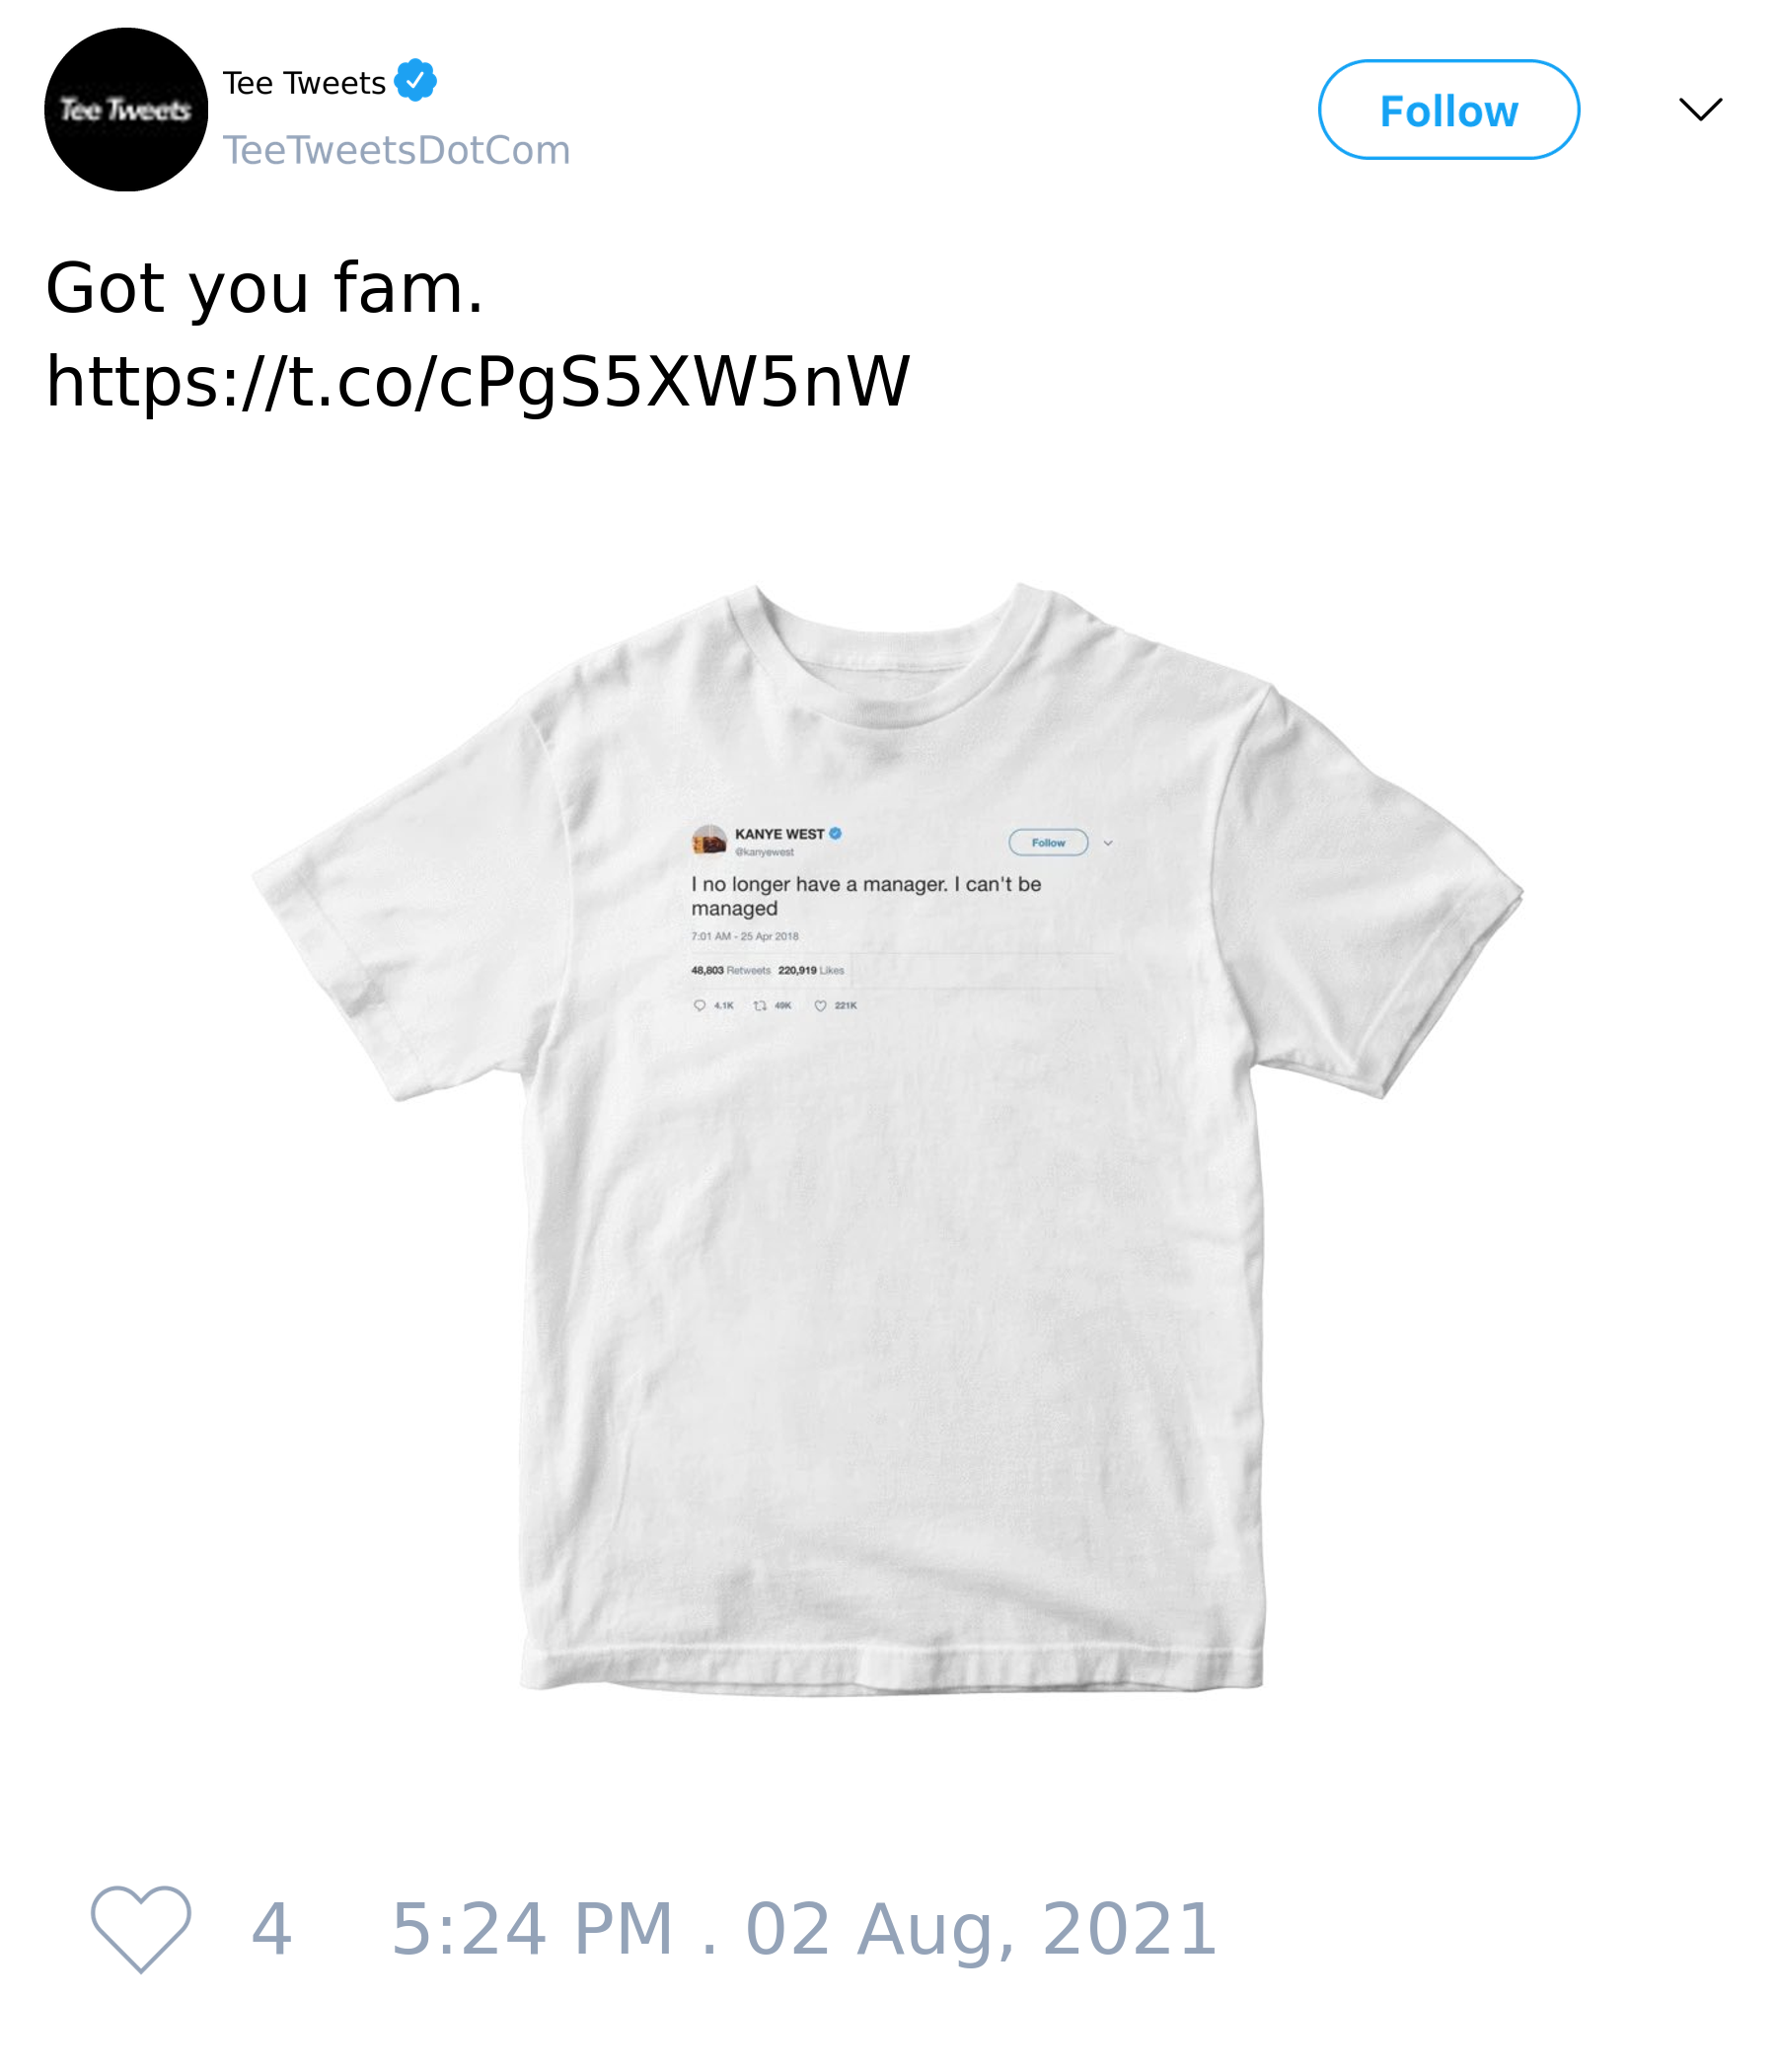 Tee Tweets
Tee Tweets
TeeTweetsDotCom
Follow
Got you fam.
https://t.co/cPgS5XW5nW
KANYE WEST
@kanyewest
Follow
I no longer have a manager. I can't be
managed
7:01 AM - 25 Apr 2018
48,803 Retweets 220,919 Likes
4.1K 49K 221K
4 5:24 PM . 02 Aug, 2021